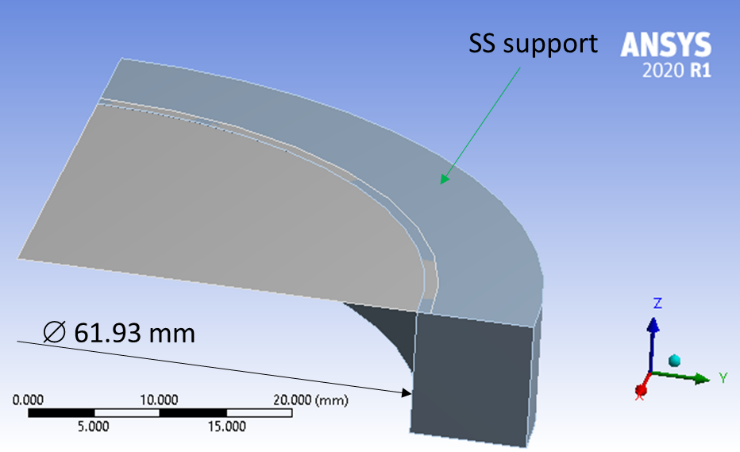 SS support
ANSYS
2020 R1
∅ 61.93 mm
0.000 10.000 20.000 (mm)
5.000 15.000
Z
Y
X